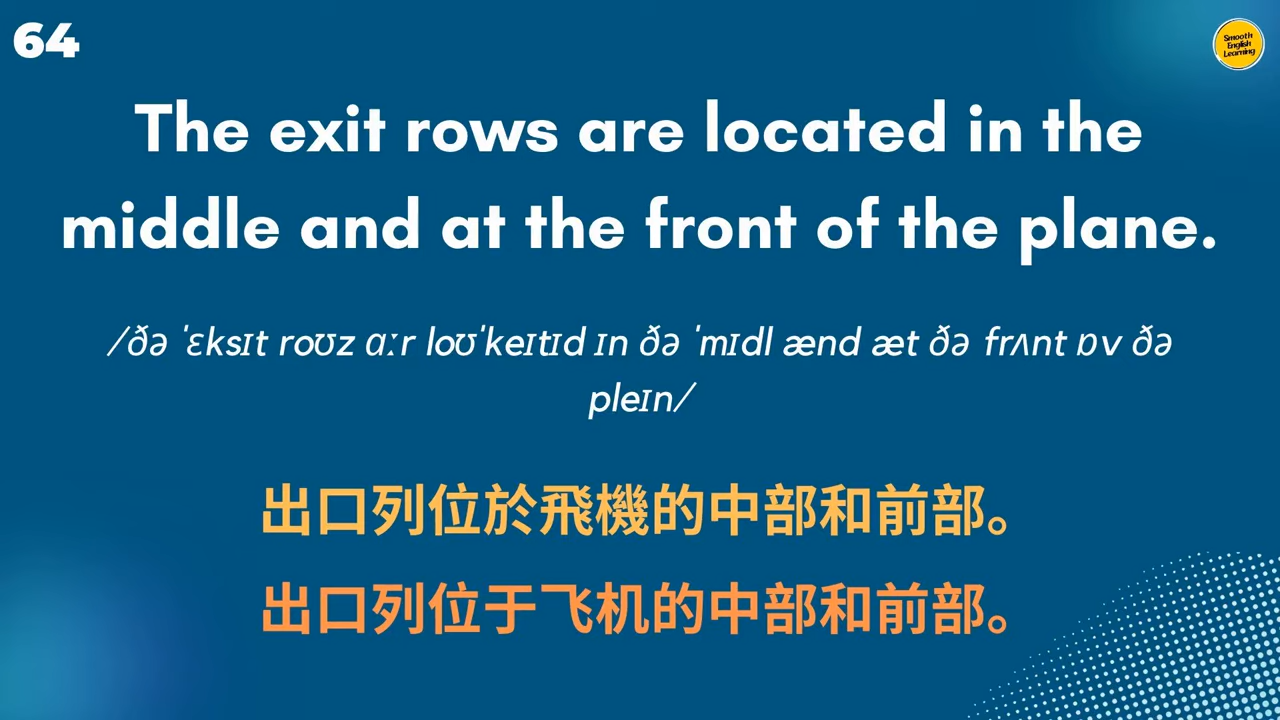 64
Smooth
English
Learning
The exit rows are located in the
middle and at the front of the plane.
/ðə ˈɛksɪt roʊz ɑːr loʊˈkeɪtɪd ɪn ðə ˈmɪdl ænd æt ðə frʌnt ɒv ðə
pleɪn/
出口列位於飛機的中部和前部。
出口列位于飞机的中部和前部。